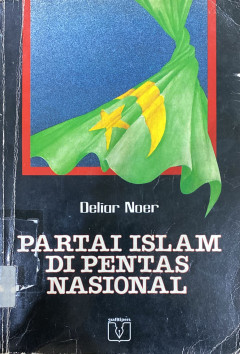 Deliar Noer
PARTAI ISLAM
DI PENTAS
NASIONAL